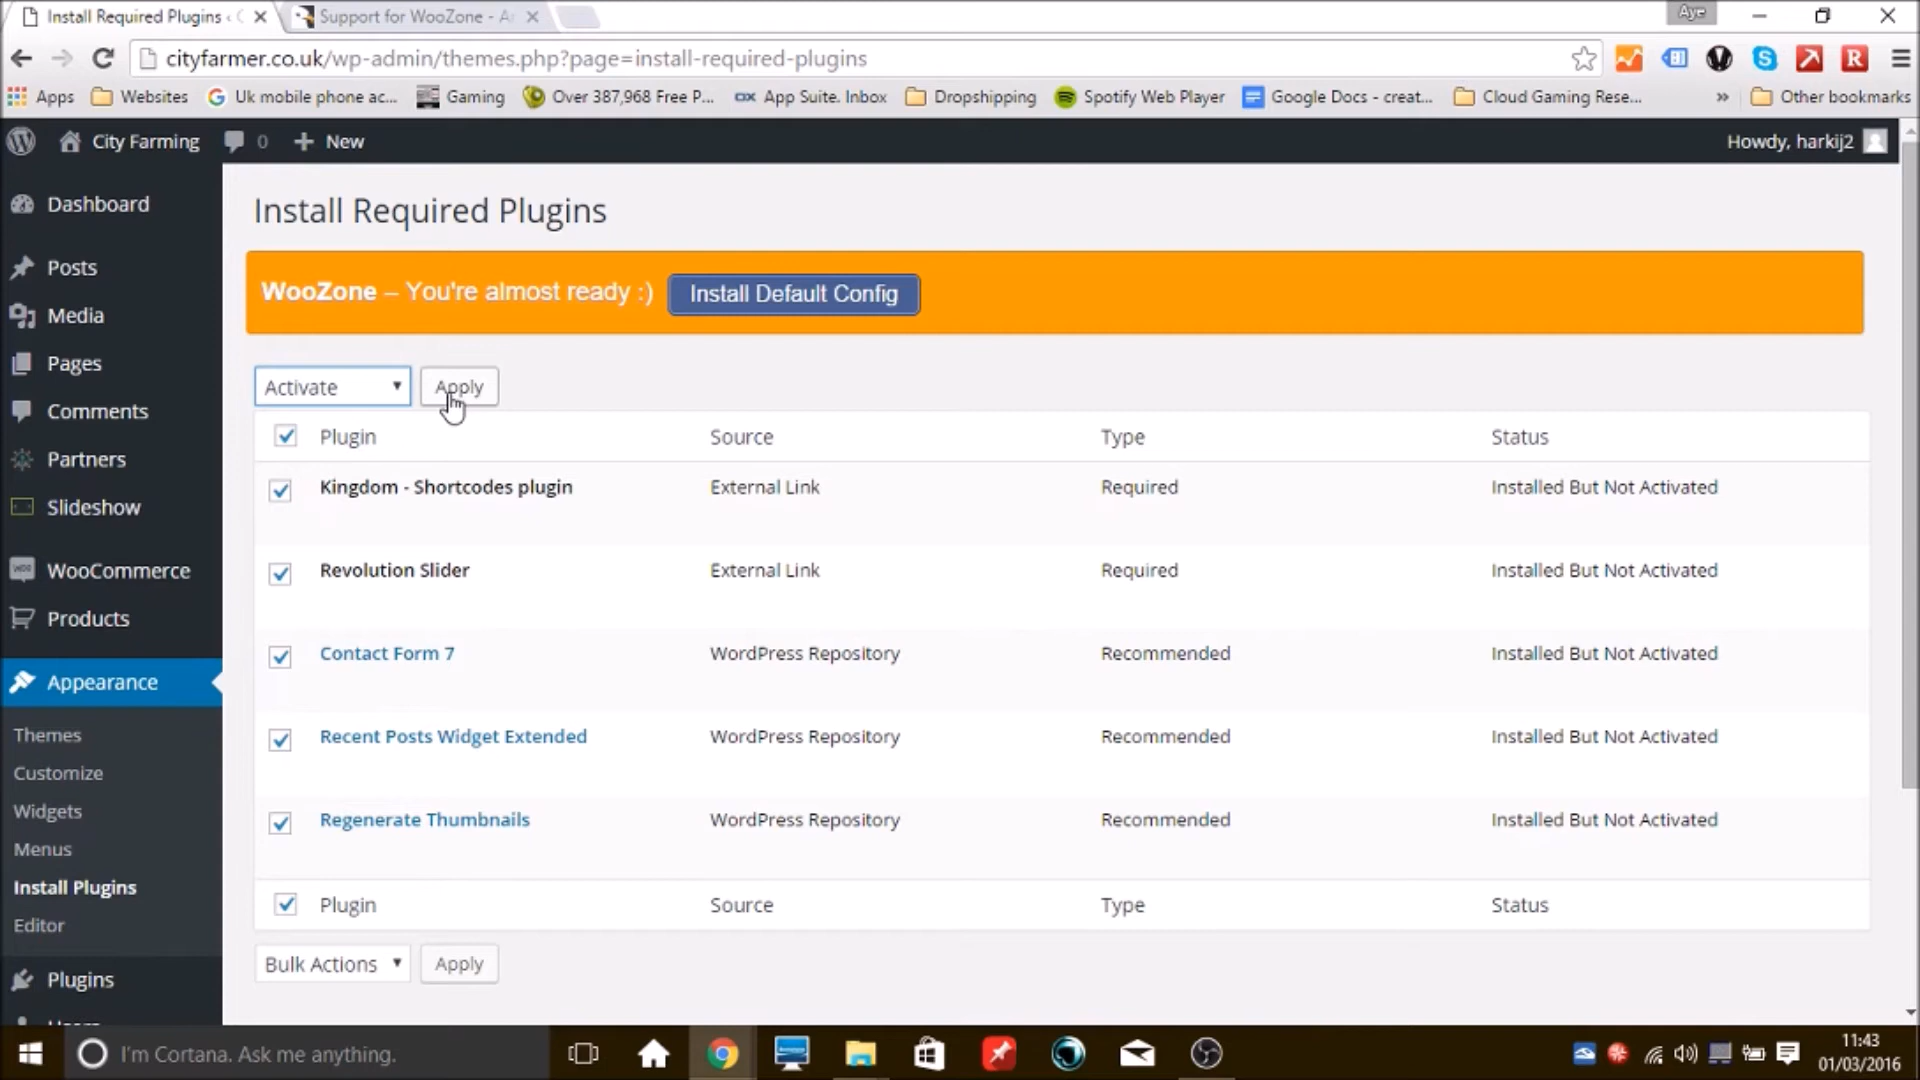 Install Required Plugins ‹ C
Support for WooZone - A
Aye
cityfarmer.co.uk/wp-admin/themes.php?page=install-required-plugins
Apps
Websites
Uk mobile phone ac...
Gaming
Over 387,968 Free P...
App Suite. Inbox
Dropshipping
Spotify Web Player
Google Docs - creat...
Cloud Gaming Rese...
» Other bookmarks
City Farming
0
+ New
Howdy, harkij2
Dashboard
Posts
Media
Pages
Comments
Partners
Slideshow
WooCommerce
Products
Appearance
Themes
Customize
Widgets
Menus
Install Plugins
Editor
Plugins
Install Required Plugins
WooZone – You're almost ready :) Install Default Config
Activate Apply
Plugin Source Type Status
Kingdom - Shortcodes plugin External Link Required Installed But Not Activated
Revolution Slider External Link Required Installed But Not Activated
Contact Form 7 WordPress Repository Recommended Installed But Not Activated
Recent Posts Widget Extended WordPress Repository Recommended Installed But Not Activated
Regenerate Thumbnails WordPress Repository Recommended Installed But Not Activated
Plugin Source Type Status
Bulk Actions Apply
I'm Cortana. Ask me anything.
11:43
01/03/2016